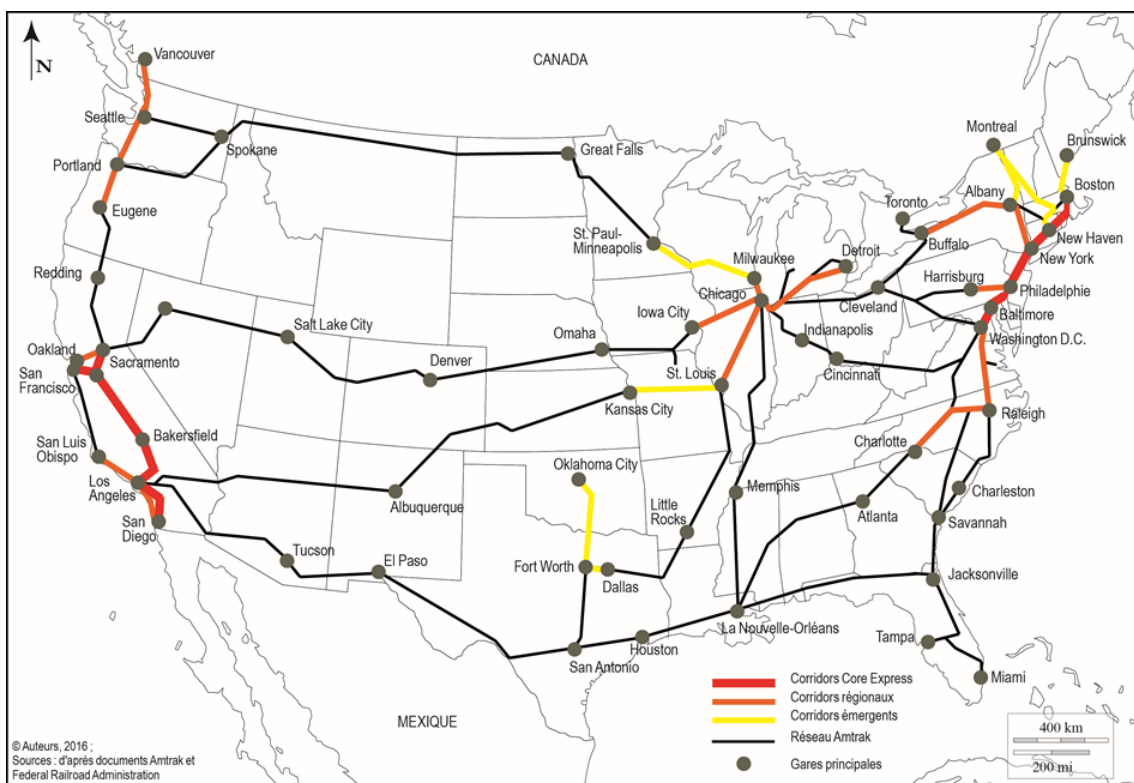 N
CANADA
Vancouver
Seattle
Spokane
Portland
Eugene
Great Falls
Montreal
Brunswick
Boston
Albany
Toronto
Buffalo
New Haven
New York
St. Paul-
Minneapolis
Milwaukee
Detroit
Chicago
Cleveland
Harrisburg
Philadelphie
Baltimore
Washington D.C.
Redding
Salt Lake City
Iowa City
Omaha
Indianapolis
Cincinnati
Oakland
Sacramento
San
Francisco
Denver
St. Louis
Kansas City
Raleigh
Bakersfield
San Luis
Obispo
Charlotte
Los
Angeles
Oklahoma City
Albuquerque
Memphis
Little
Rocks
Charleston
Atlanta
Savannah
San
Diego
Tucson
El Paso
Fort Worth
Dallas
Jacksonville
La Nouvelle-Orléans
Houston
San Antonio
Tampa
Miami
MEXIQUE
Corridors Core Express
Corridors régionaux
Corridors émergents
Réseau Amtrak
Gares principales
400 km
200 mi
© Auteurs, 2016 ;
Sources : d'aprés documents Amtrak et
Federal Railroad Administration